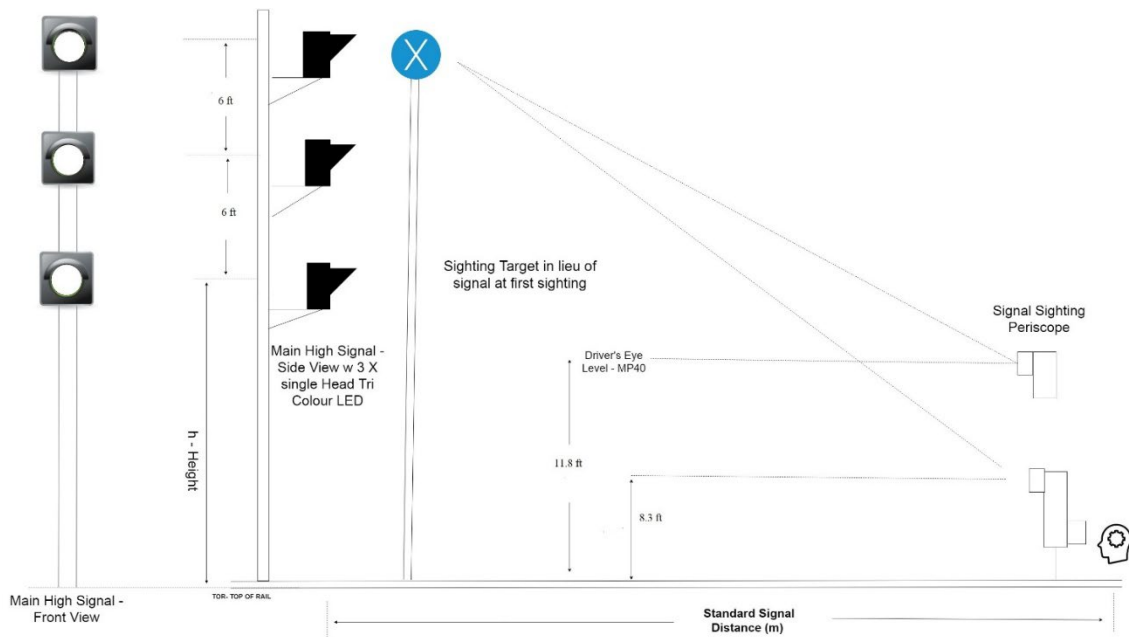 X
6 ft
6 ft
Sighting Target in lieu of
signal at first sighting
Signal Sighting
Periscope
Main High Signal -
Side View w 3 X
single Head Tri
Colour LED
Driver's Eye
Level - MP40
h - Height
11.8 ft
8.3 ft
Main High Signal -
Front View
TOR- TOP OF RAIL
Standard Signal
Distance (m)